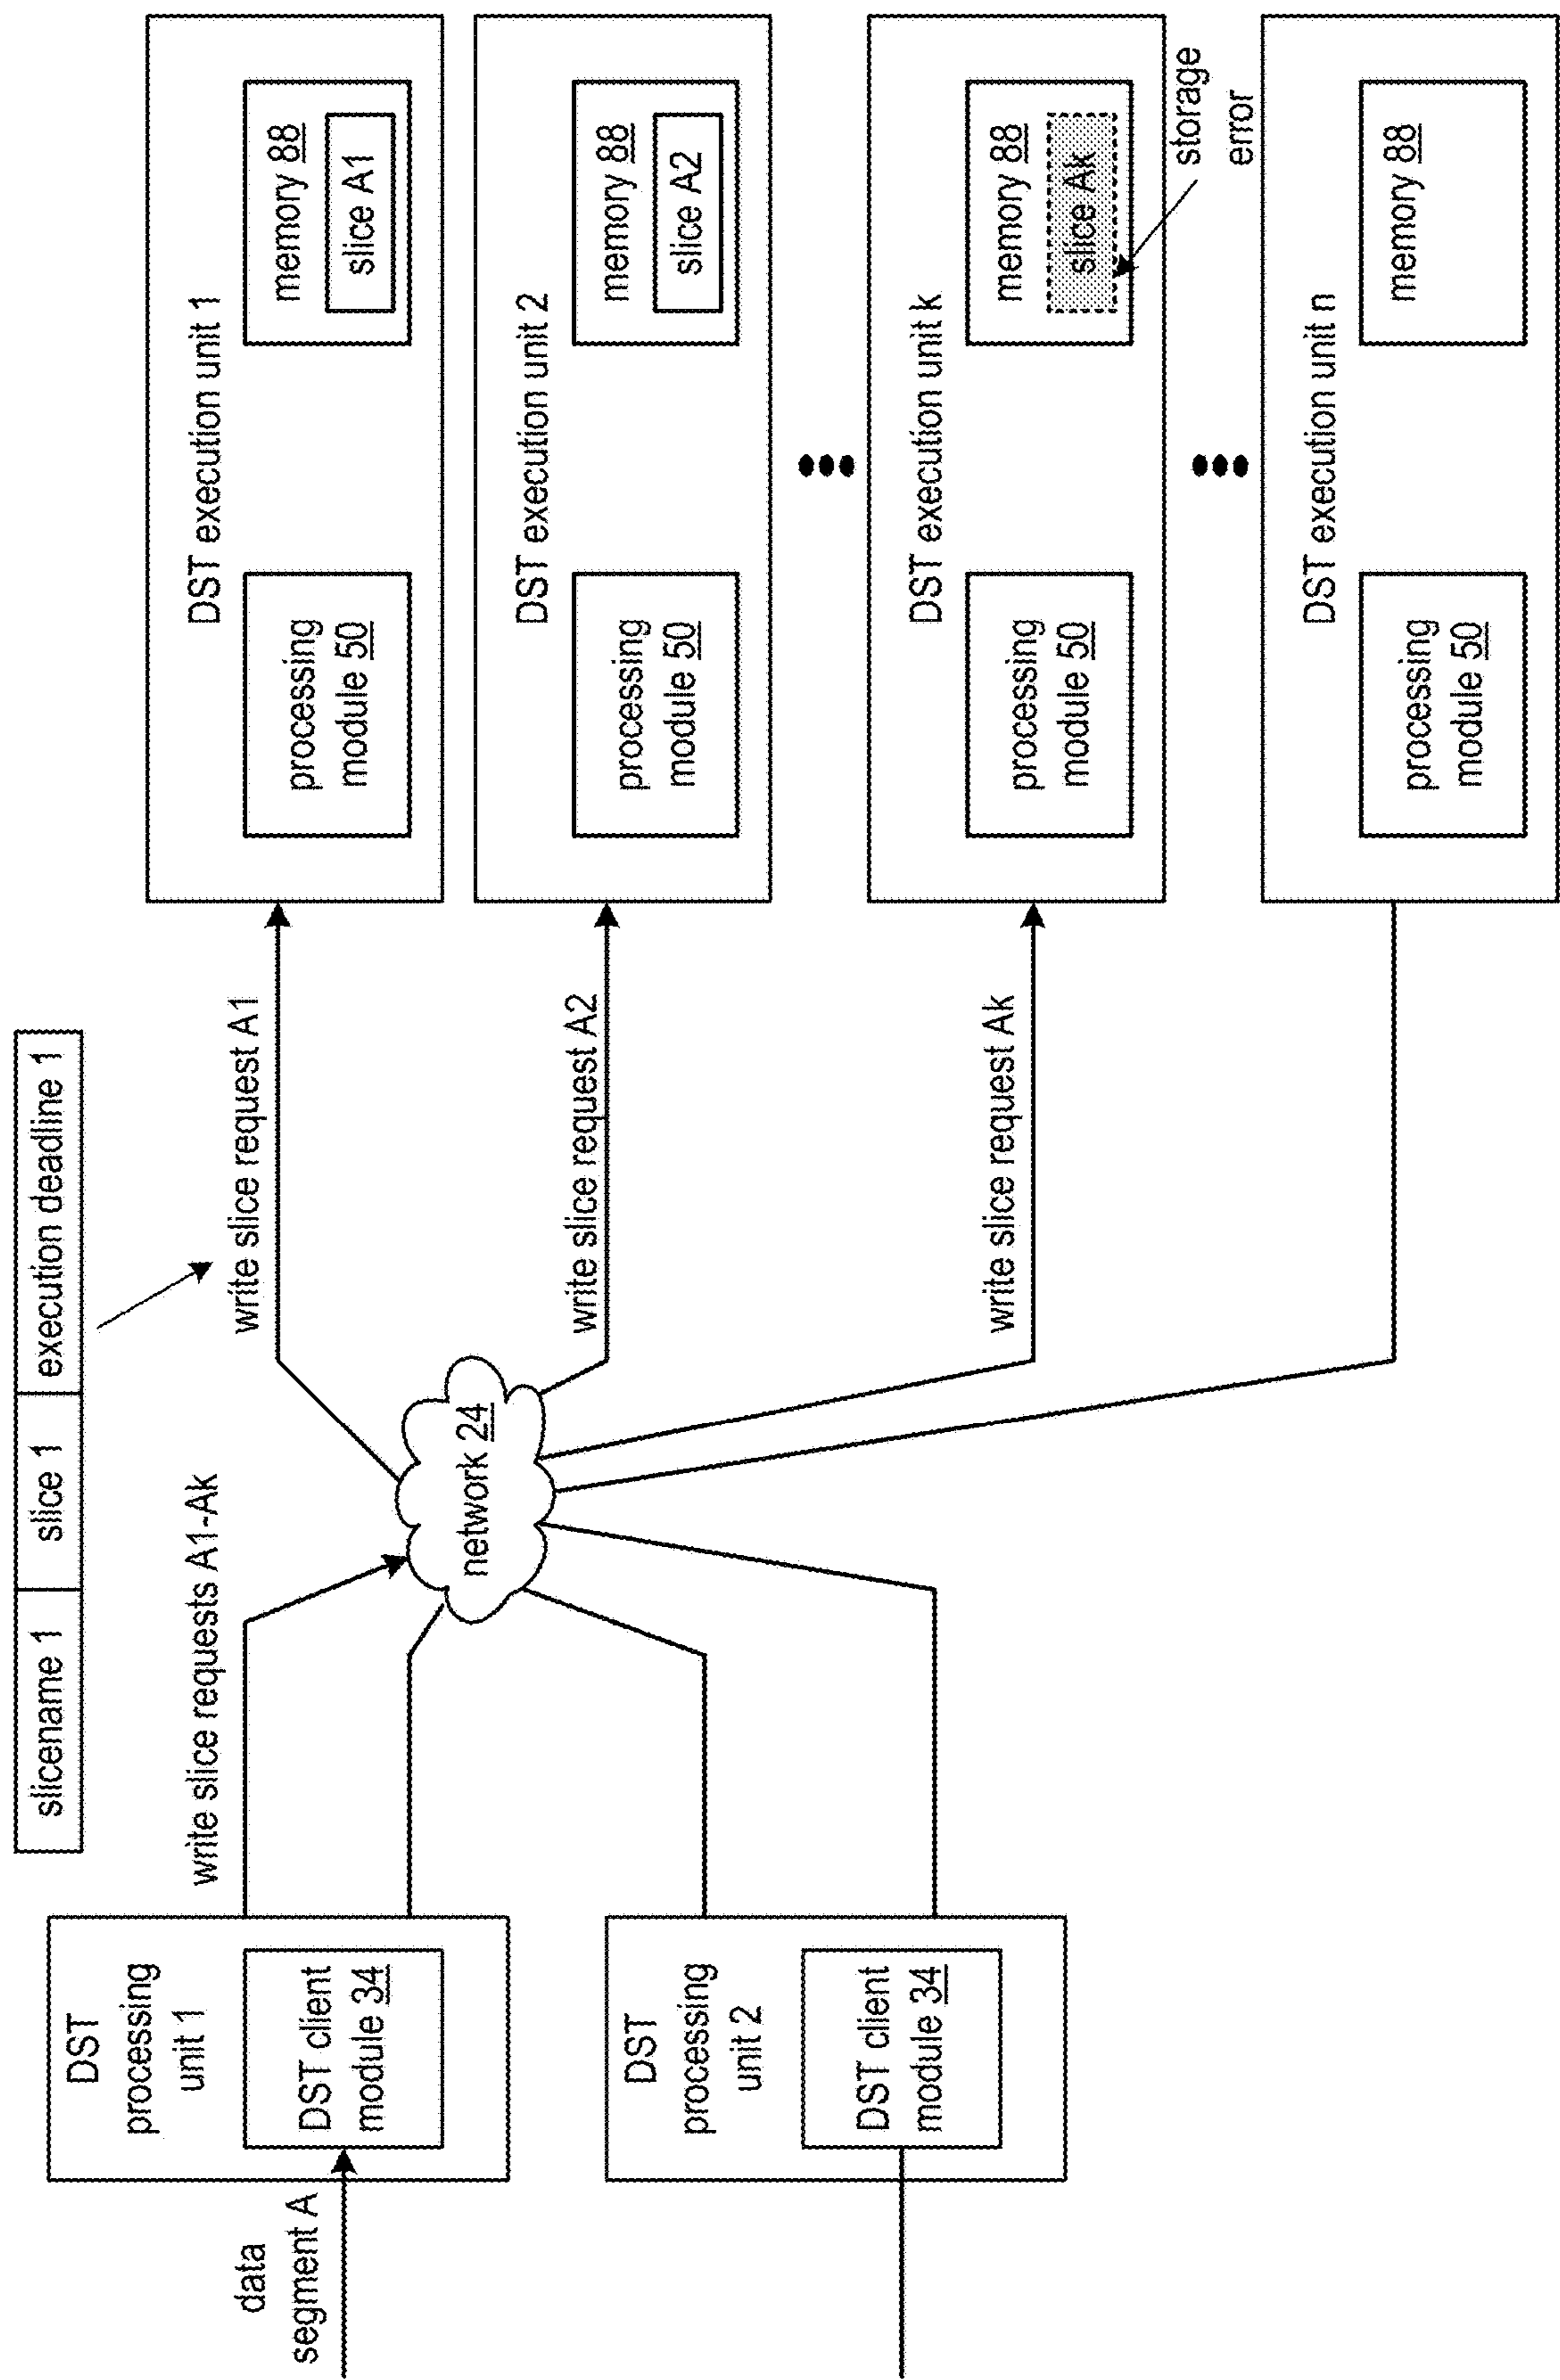 slicename 1
slice 1
execution deadline 1
data
segment A
DST
processing
unit 1
DST client
module 34
write slice requests A1-Ak
DST
processing
unit 2
DST client
module 34
network 24
write slice request A1
write slice request A2
write slice request Ak
DST execution unit 1
processing
module 50
memory 88
slice A1
DST execution unit 2
processing
module 50
memory 88
slice A2
DST execution unit k
processing
module 50
memory 88
slice Ak
storage
error
DST execution unit n
processing
module 50
memory 88